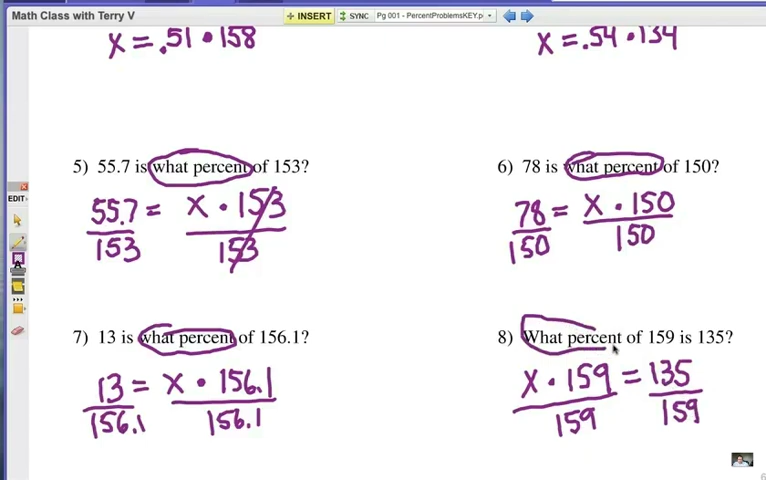 Math Class with Terry V
INSERT SYNC Pg 001 - PercentProblemsKEY.p
x = .51 • 158
x = .54 • 134
EDIT
5) 55.7 is what percent of 153?
55.7 = x • 153
153 153
6) 78 is what percent of 150?
78 = x • 150
150 150
7) 13 is what percent of 156.1?
13 = x • 156.1
156.1 156.1
8) What percent of 159 is 135?
x • 159 = 135
159 159
6